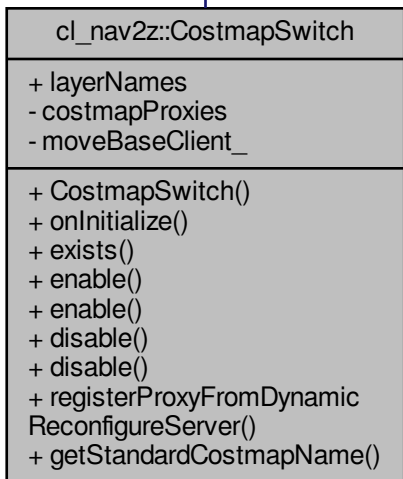 cl_nav2z::CostmapSwitch
+ layerNames
- costmapProxies
- moveBaseClient_
+ CostmapSwitch()
+ onInitialize()
+ exists()
+ enable()
+ enable()
+ disable()
+ disable()
+ registerProxyFromDynamic
ReconfigureServer()
+ getStandardCostmapName()